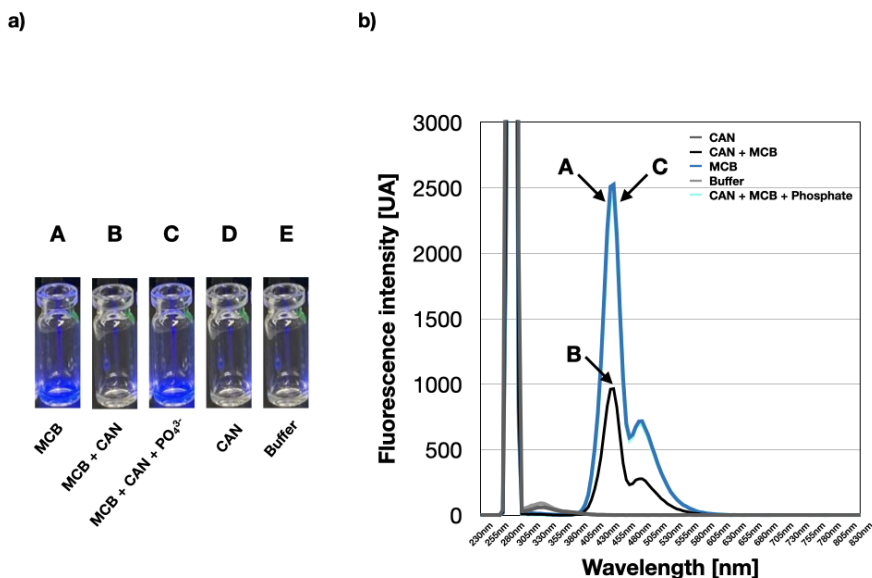 a)
b)
A B C D E
MCB
MCB + CAN
MCB + CAN + PO₄³⁻
CAN
Buffer
3000
2500
2000
1500
1000
500
0
Fluorescence intensity [UA]
A
C
B
CAN
CAN + MCB
MCB
Buffer
CAN + MCB + Phosphate
230nm 255nm 280nm 305nm 330nm 355nm 380nm 405nm 430nm 455nm 480nm 505nm 530nm 555nm 580nm 605nm 630nm 655nm 680nm 705nm 730nm 755nm 780nm 805nm 830nm
Wavelength [nm]